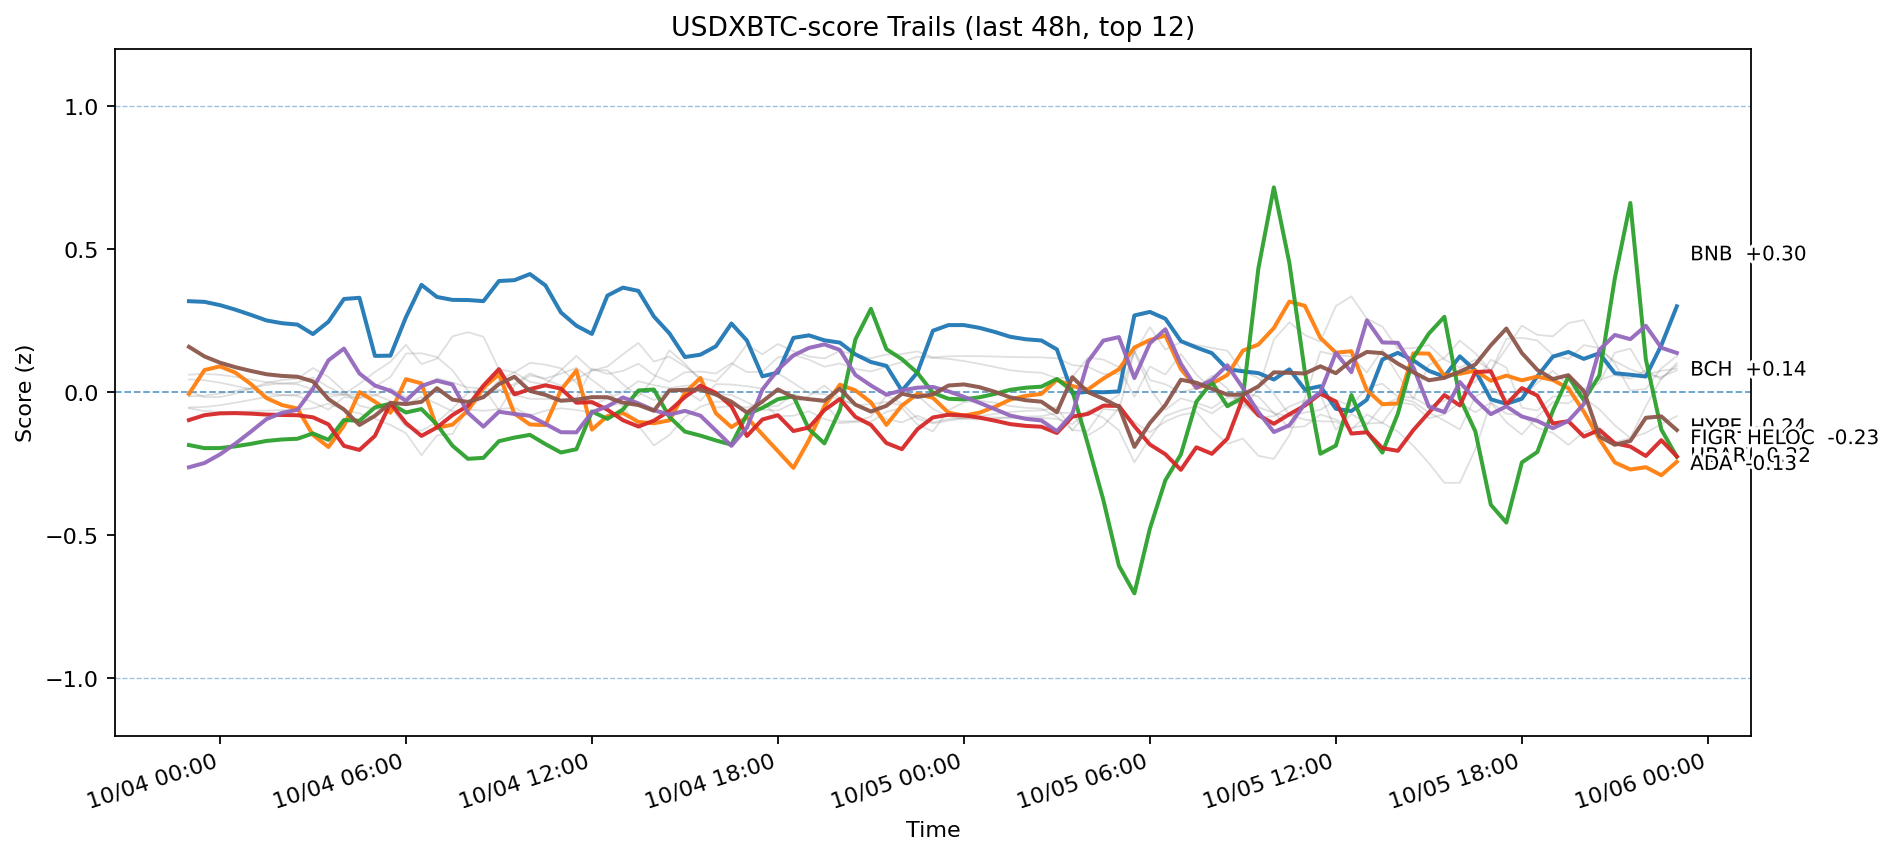 USDXBTC-score Trails (last 48h, top 12)
Score (z)
1.0
0.5
0.0
−0.5
−1.0
BNB +0.30
BCH +0.14
HYPE -0.24
FIGR_HELOC -0.23
ADA -0.13
10/04 00:00
10/04 06:00
10/04 12:00
10/04 18:00
10/05 00:00
10/05 06:00
10/05 12:00
10/05 18:00
10/06 00:00
Time